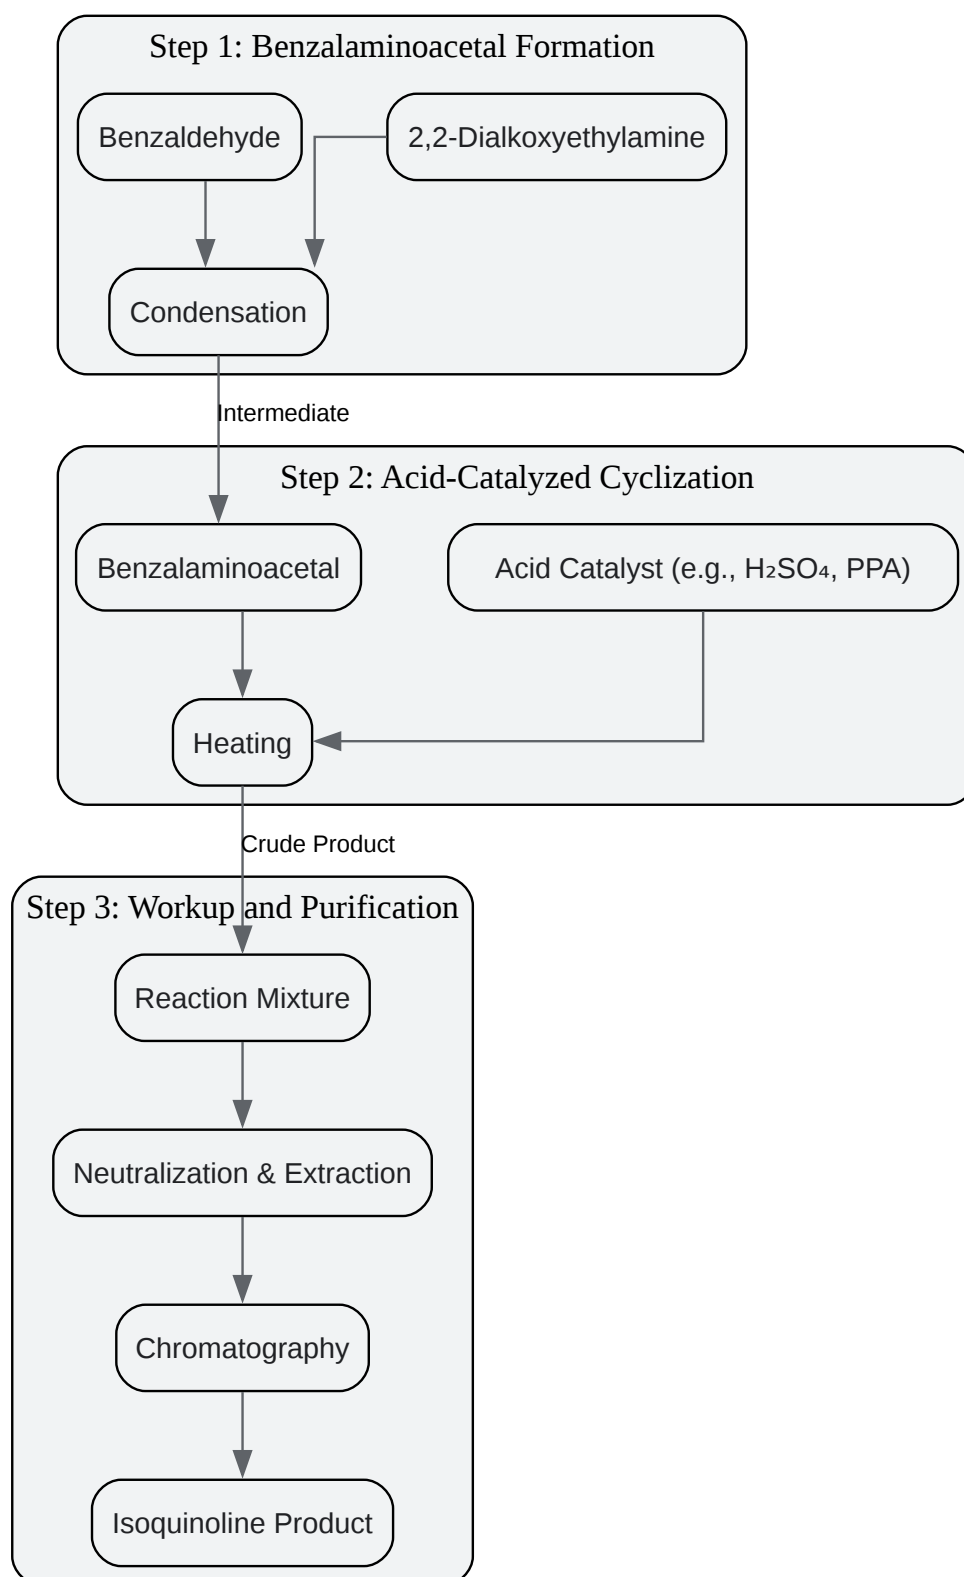 Step 1: Benzalaminoacetal Formation
Benzaldehyde
2,2-Dialkoxyethylamine
Condensation
Intermediate
Step 2: Acid-Catalyzed Cyclization
Benzalaminoacetal
Acid Catalyst (e.g., H₂SO₄, PPA)
Heating
Crude Product
Step 3: Workup and Purification
Reaction Mixture
Neutralization & Extraction
Chromatography
Isoquinoline Product